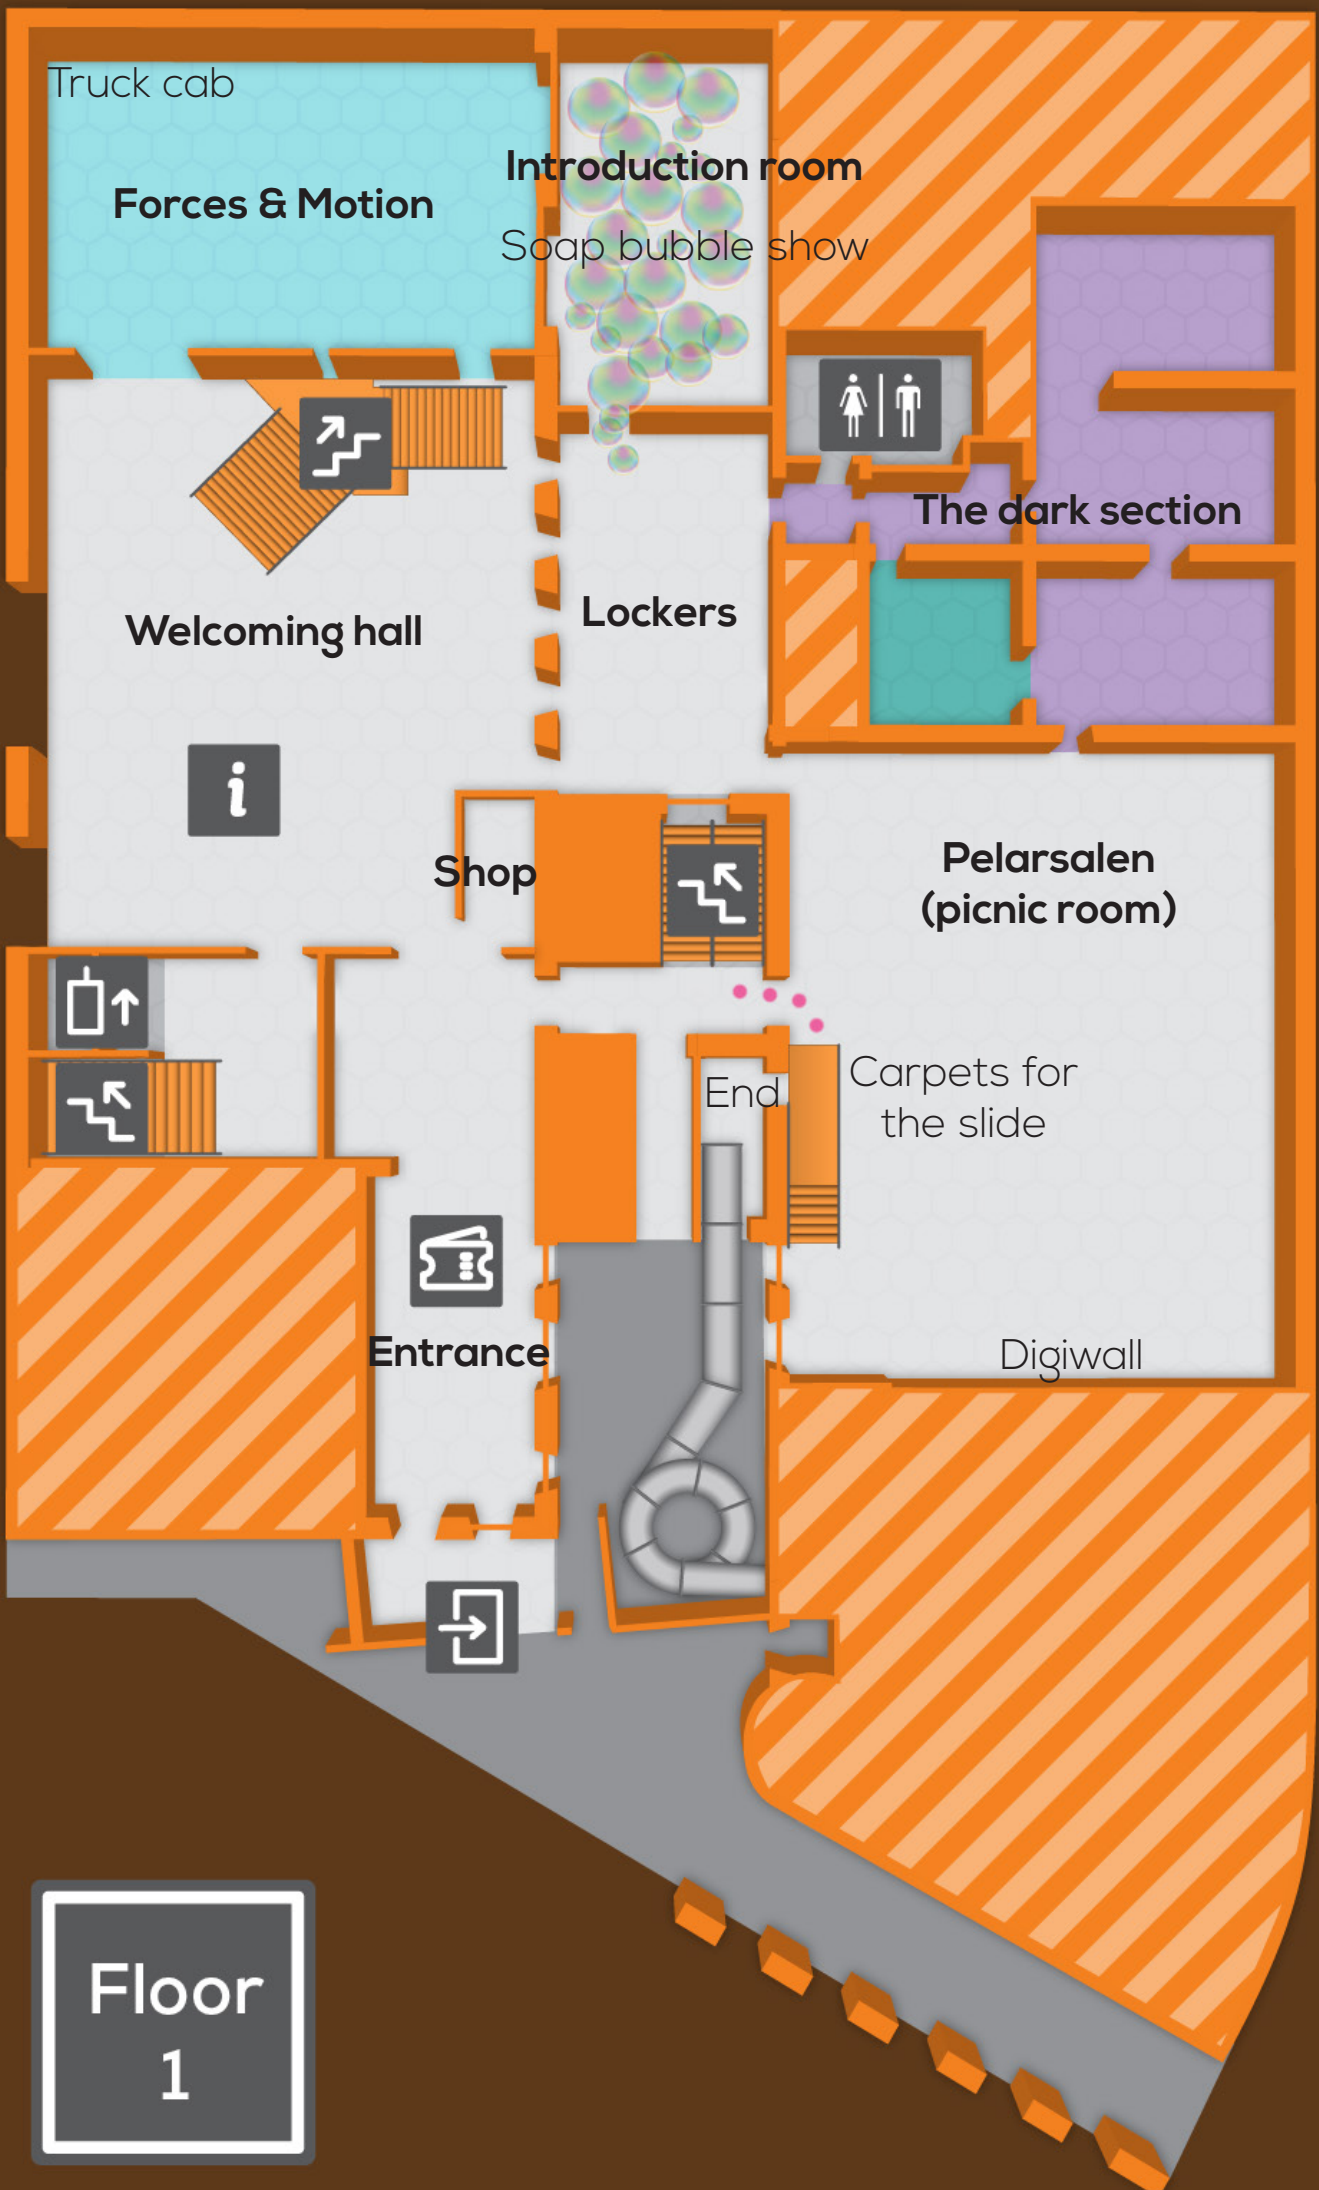 Truck cab
Forces & Motion
Introduction room
Soap bubble show
The dark section
Welcoming hall
Lockers
Shop
Pelarsalen
(picnic room)
End
Carpets for
the slide
Entrance
Digiwall
Floor
1